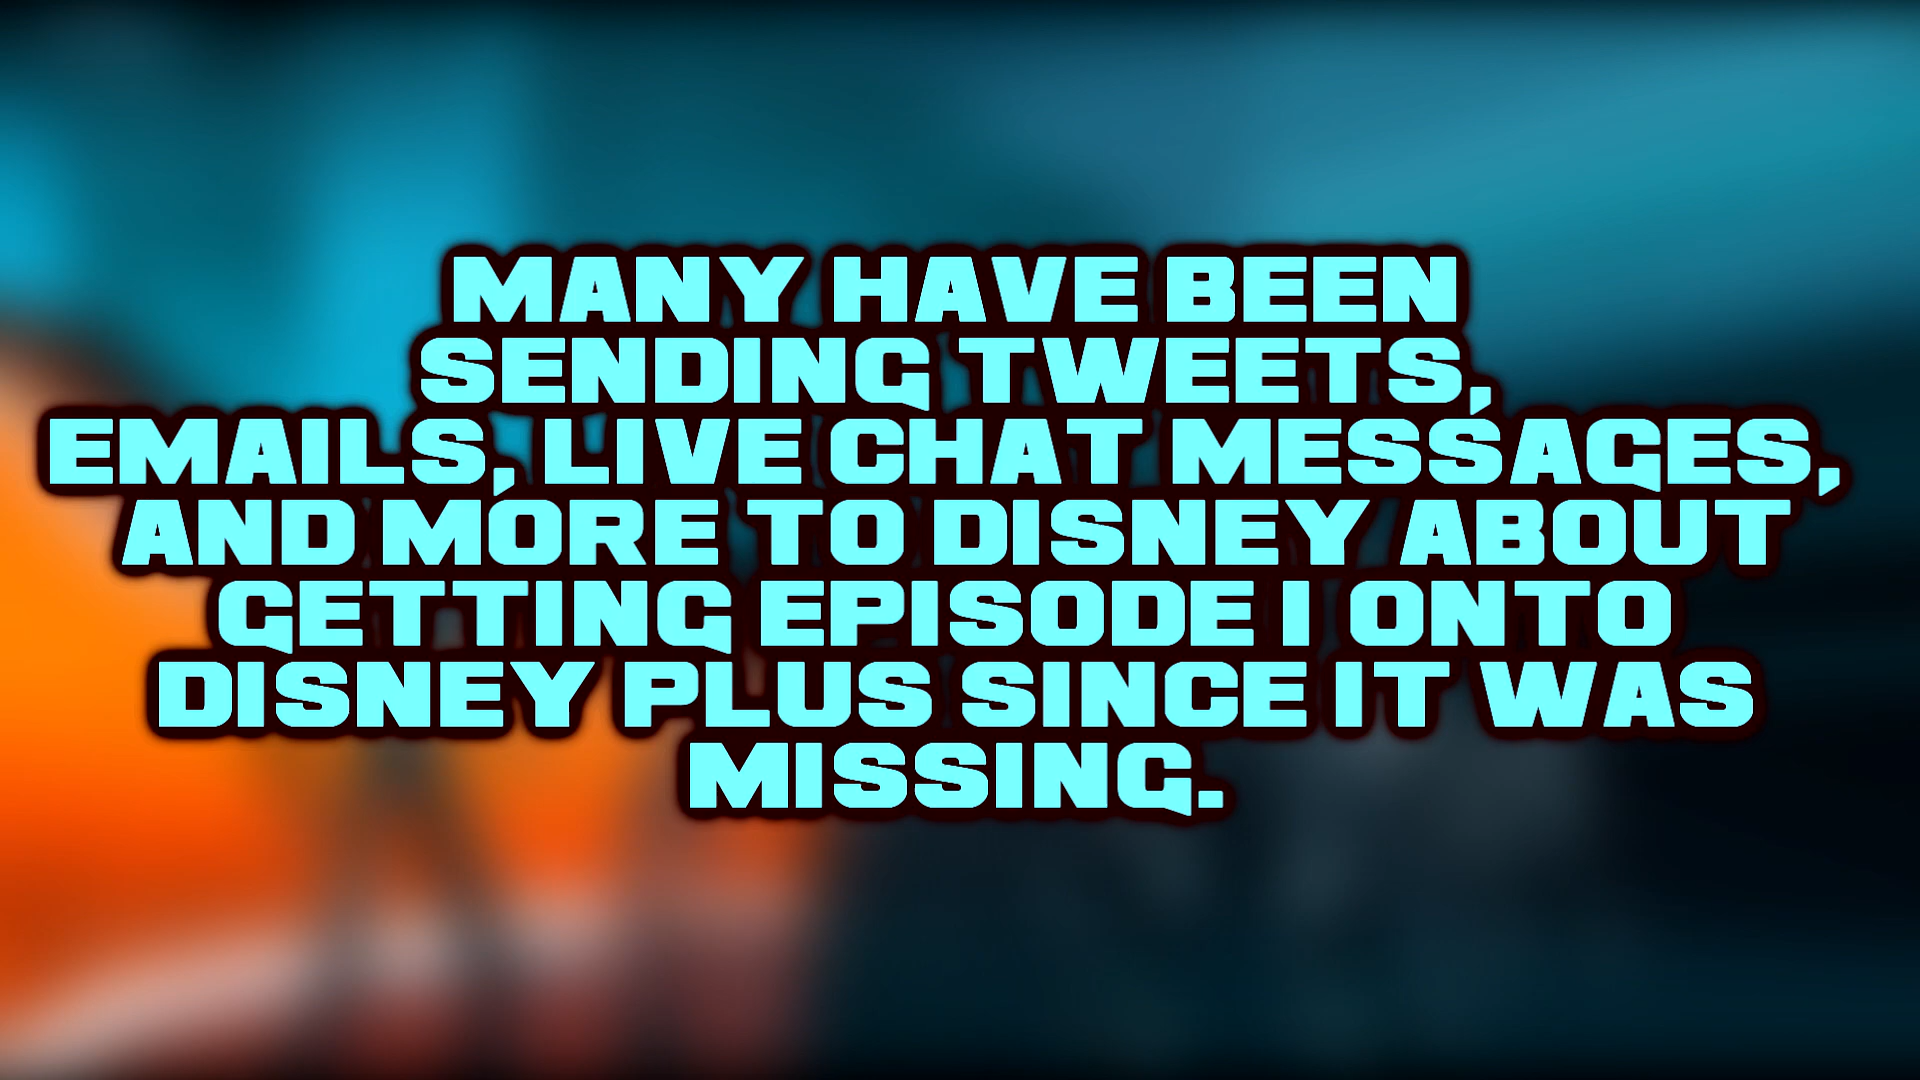 MANY HAVE BEEN
SENDING TWEETS,
EMAILS, LIVE CHAT MESSAGES,
AND MORE TO DISNEY ABOUT
GETTING EPISODE I ONTO
DISNEY PLUS SINCE IT WAS
MISSING.